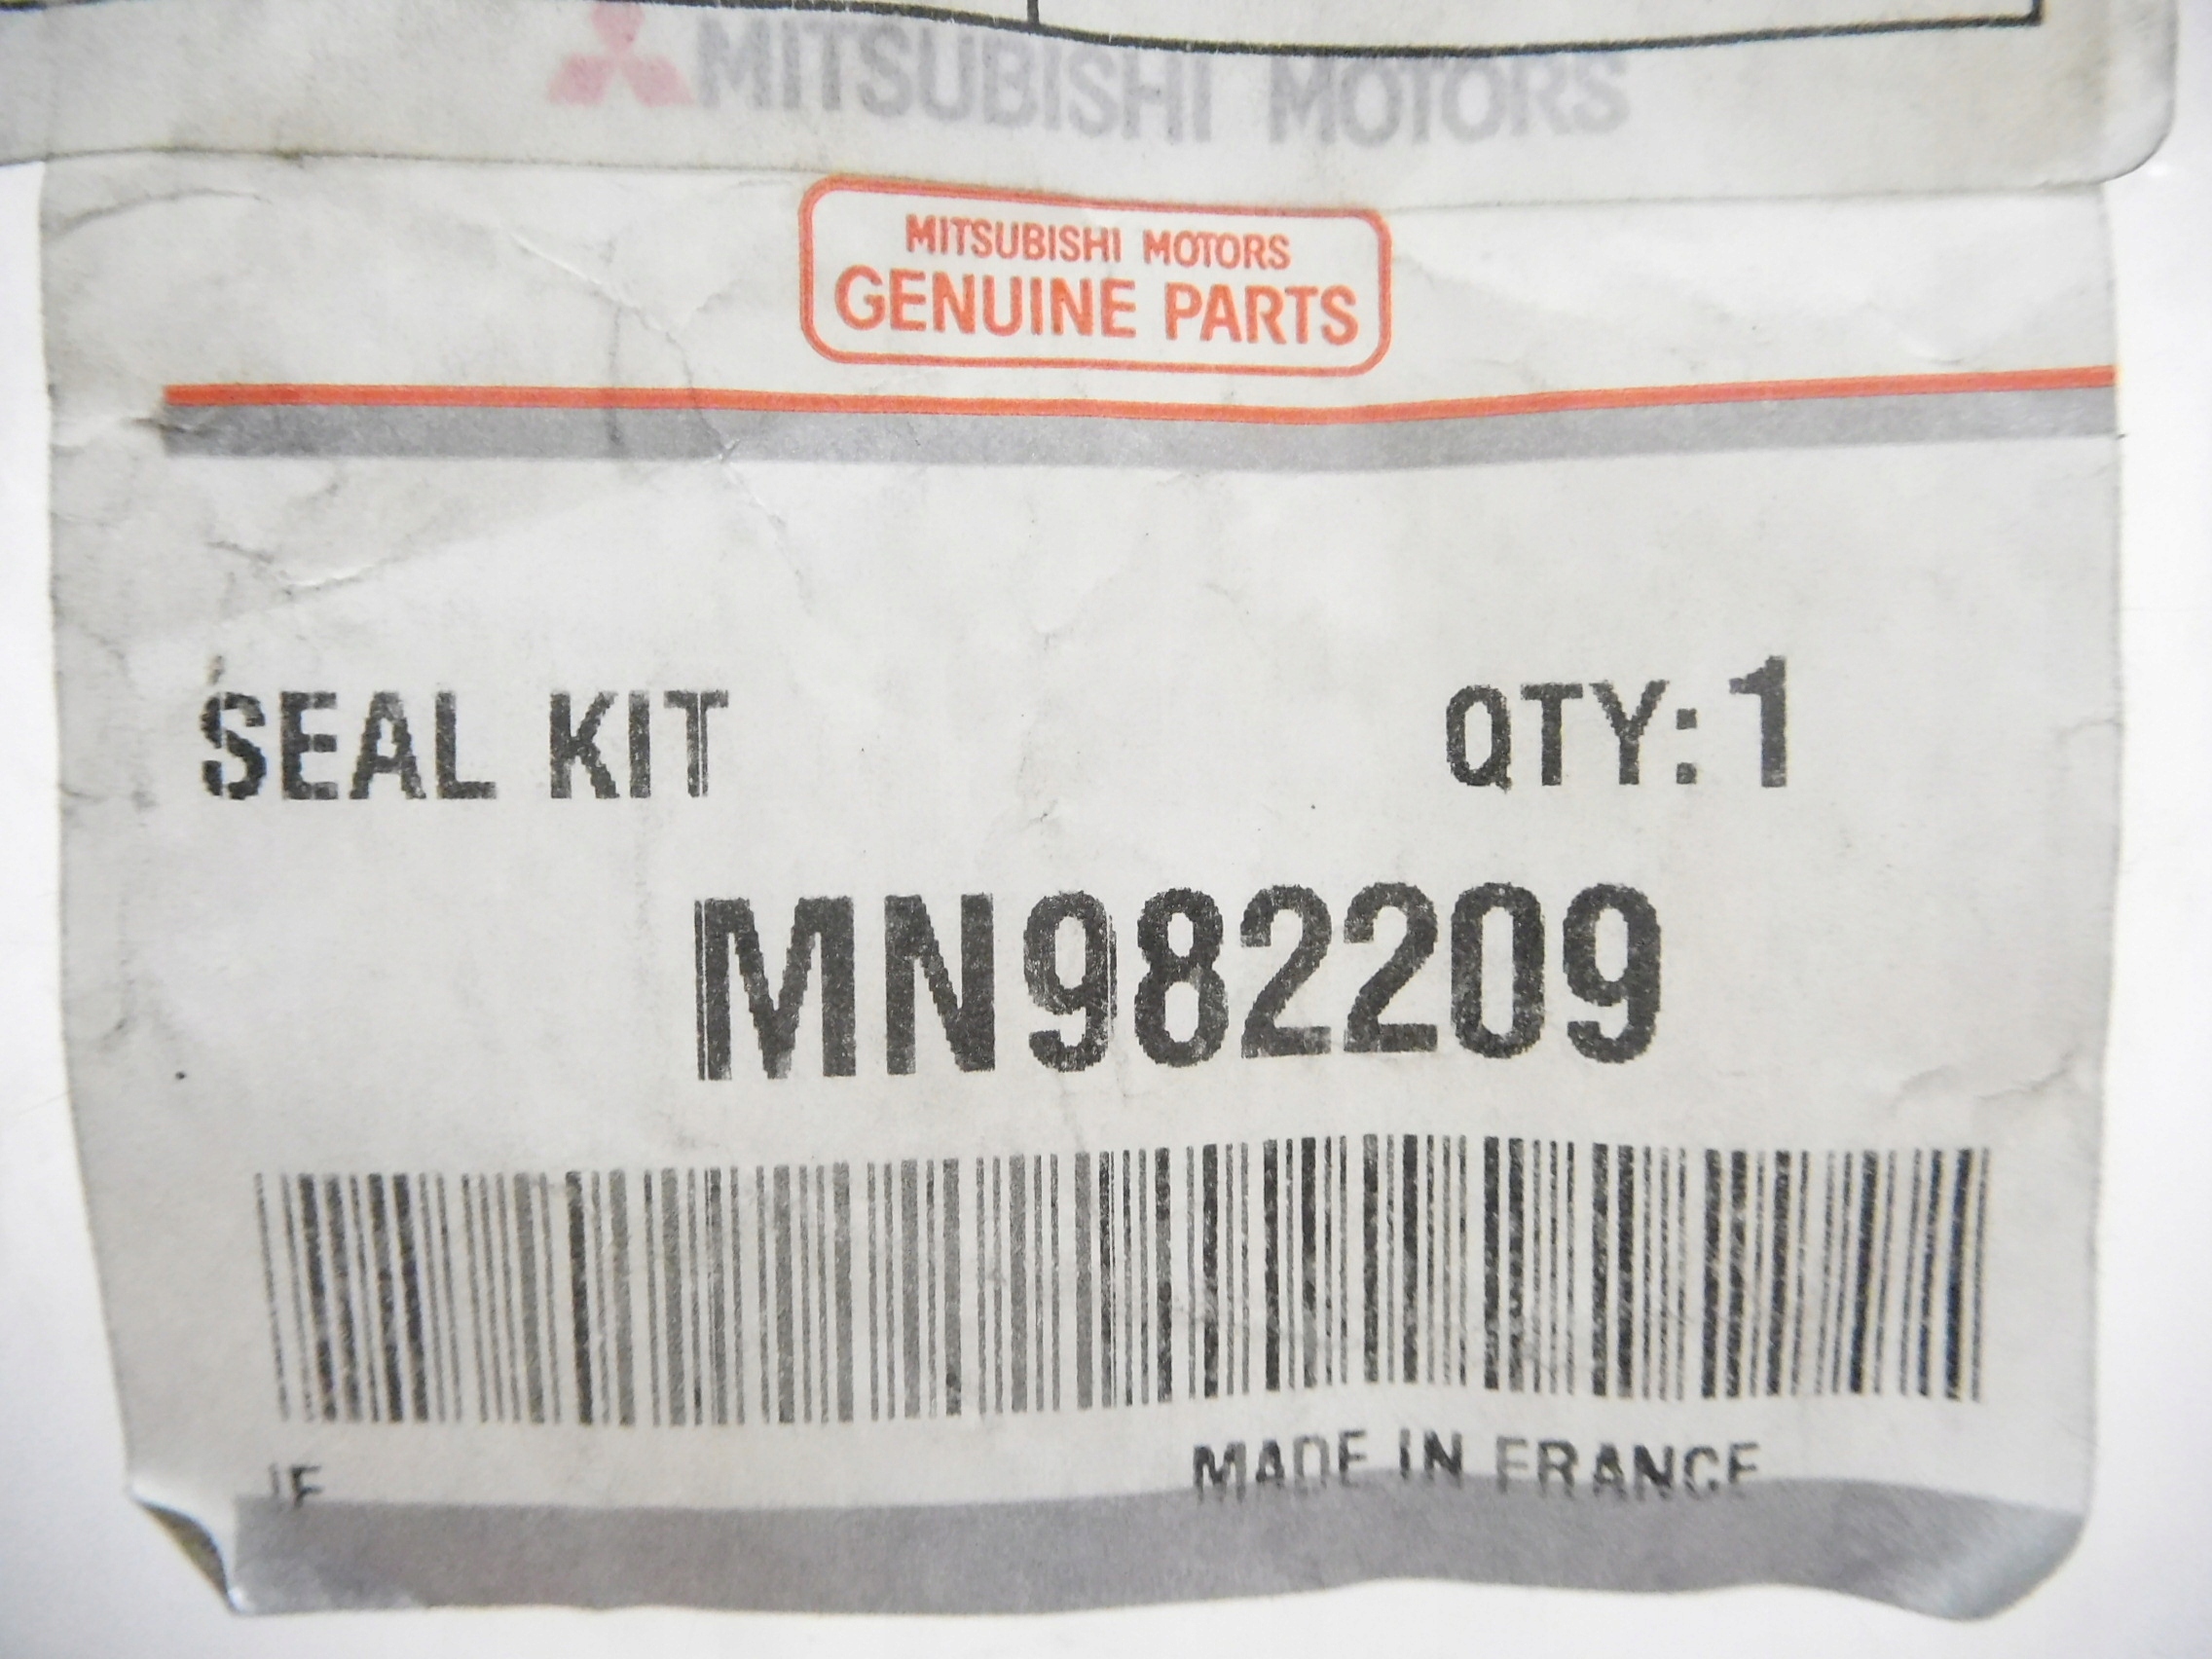 MITSUBISHI MOTORS
MITSUBISHI MOTORS
GENUINE PARTS
SEAL KIT QTY: 1
MN982209
MADE IN FRANCE